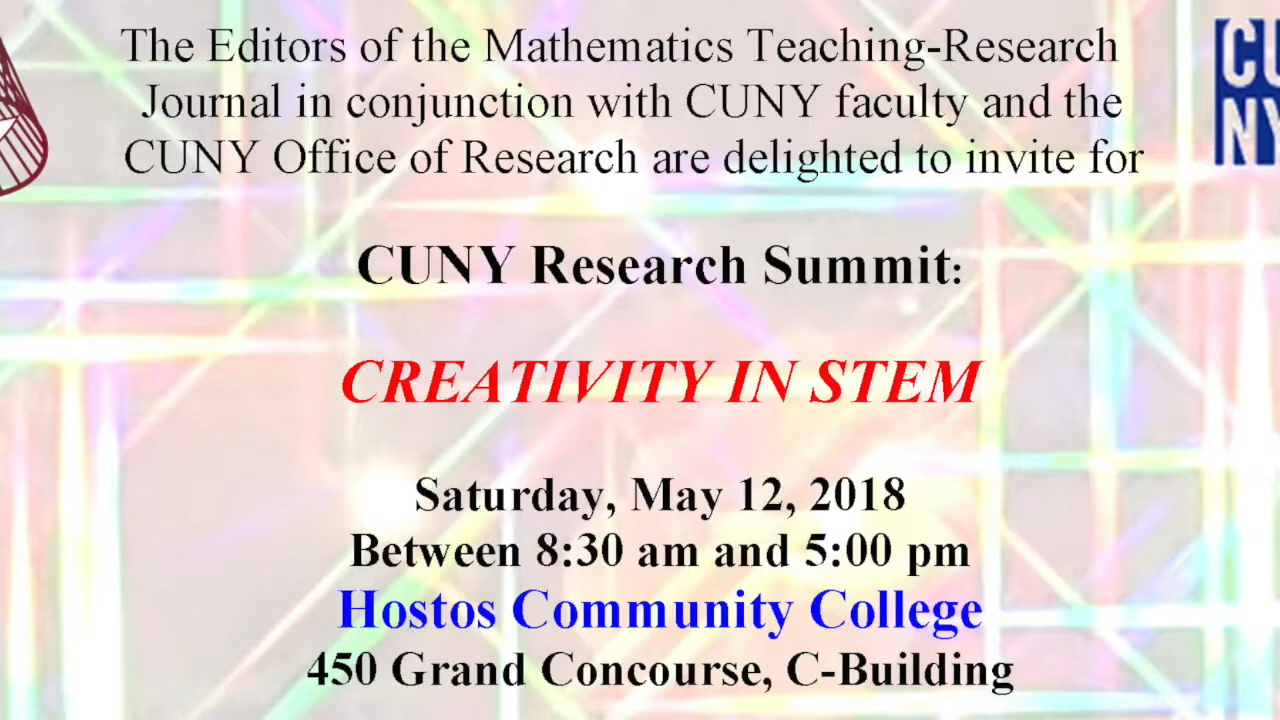 The Editors of the Mathematics Teaching-Research
Journal in conjunction with CUNY faculty and the
CUNY Office of Research are delighted to invite for
CUNY Research Summit:
CREATIVITY IN STEM
Saturday, May 12, 2018
Between 8:30 am and 5:00 pm
Hostos Community College
450 Grand Concourse, C-Building
CU
NY